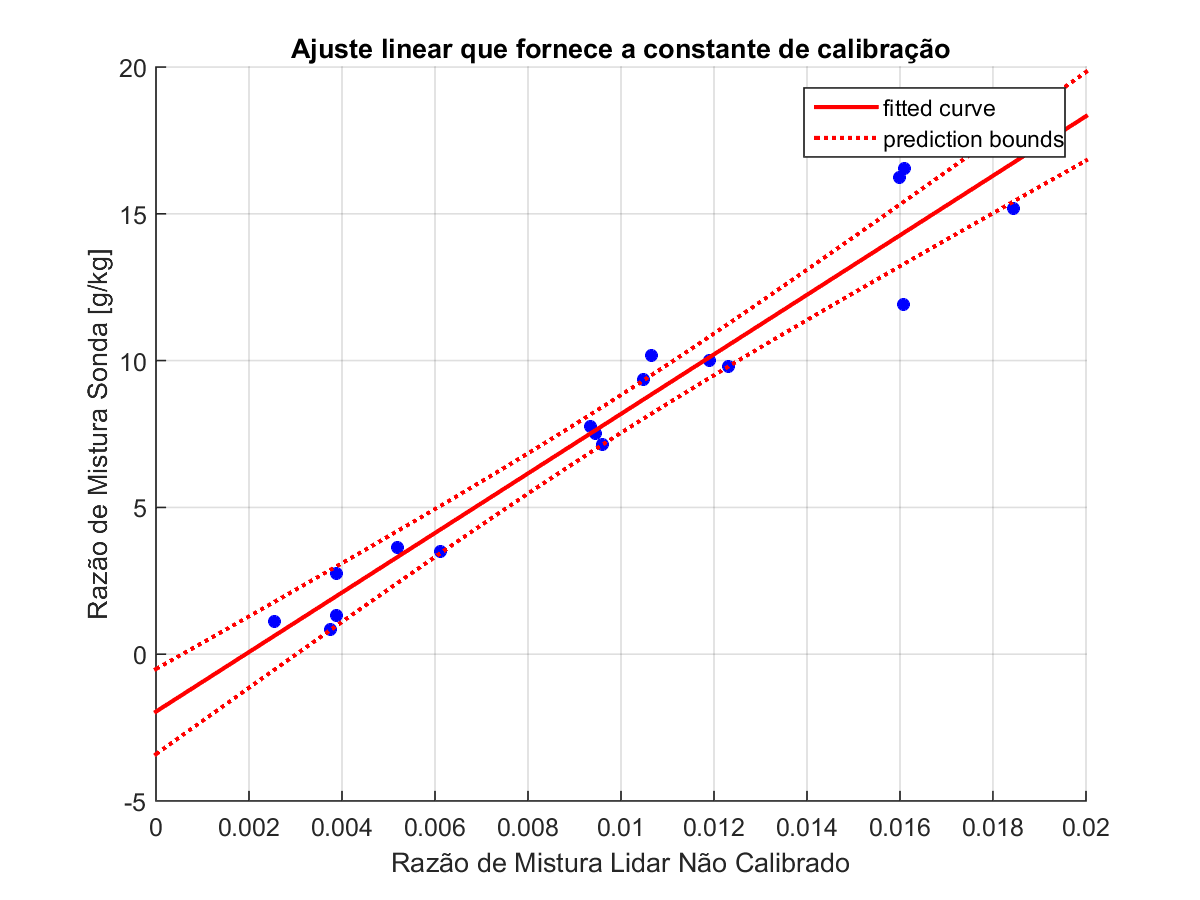 Ajuste linear que fornece a constante de calibração
20
15
10
5
0
-5
fitted curve
prediction bounds
Razão de Mistura Sonda [g/kg]
0 0.002 0.004 0.006 0.008 0.01 0.012 0.014 0.016 0.018 0.02
Razão de Mistura Lidar Não Calibrado